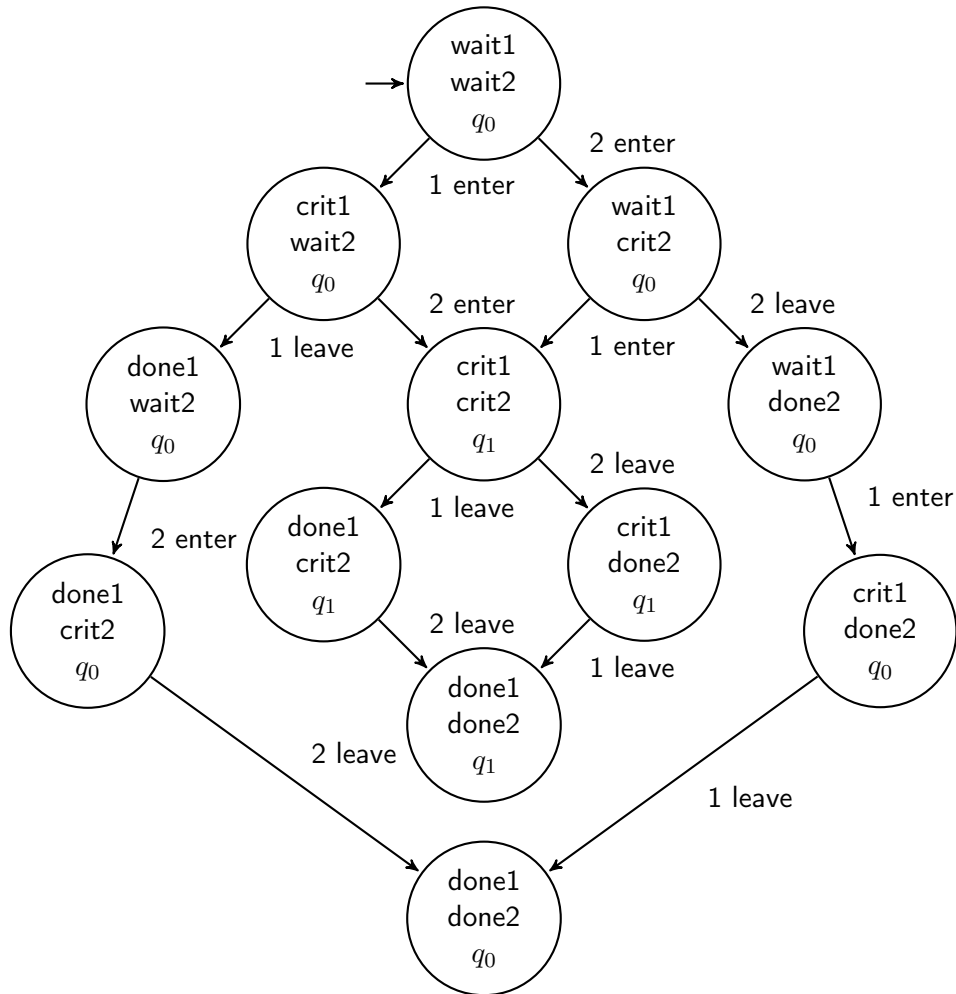 wait1
wait2
q₀
2 enter
1 enter
crit1
wait2
q₀
wait1
crit2
q₀
2 enter
2 leave
1 leave
1 enter
done1
wait2
q₀
crit1
crit2
q₁
wait1
done2
q₀
2 leave
1 leave
1 enter
2 enter
done1
crit2
q₁
crit1
done2
q₁
done1
crit2
q₀
crit1
done2
q₀
2 leave
1 leave
done1
done2
q₁
2 leave
1 leave
done1
done2
q₀